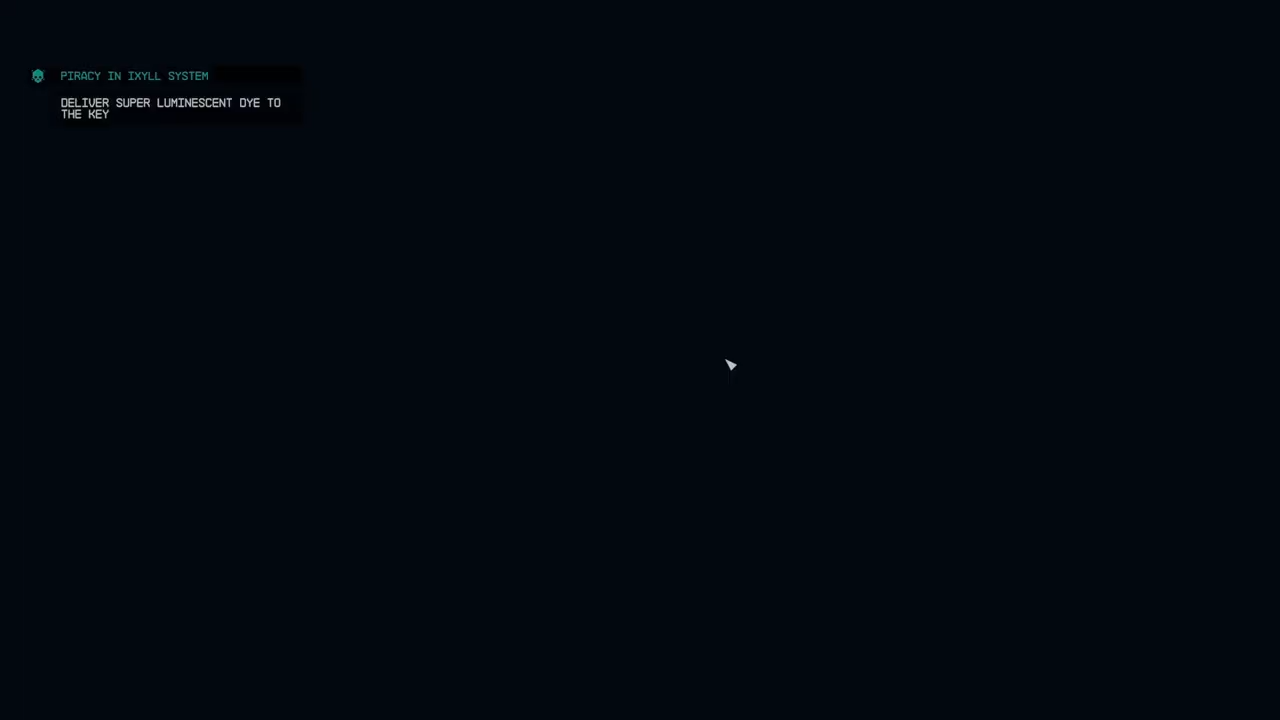 PIRACY IN IXYLL SYSTEM
DELIVER SUPER LUMINESCENT DYE TO
THE KEY